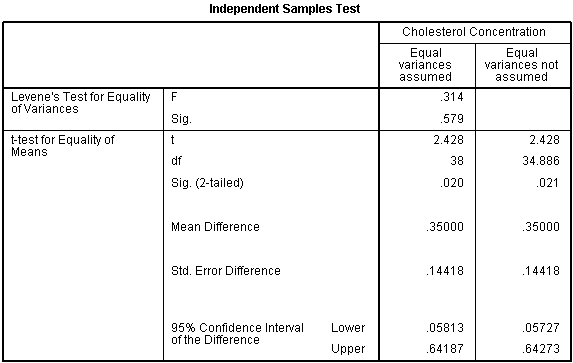 Independent Samples Test
Cholesterol Concentration
Equal variances assumed
Equal variances not assumed
Levene's Test for Equality of Variances
F .314
Sig. .579
t-test for Equality of Means
t 2.428 2.428
df 38 34.886
Sig. (2-tailed) .020 .021
Mean Difference .35000 .35000
Std. Error Difference .14418 .14418
95% Confidence Interval of the Difference
Lower .05813 .05727
Upper .64187 .64273